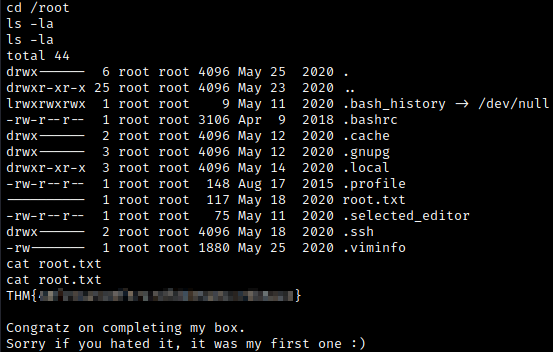 cd /root
ls -la
ls -la
total 44
drwx------  6 root root 4096 May 25  2020 .
drwxr-xr-x 25 root root 4096 May 23  2020 ..
lrwxrwxrwx  1 root root    9 May 11  2020 .bash_history -> /dev/null
-rw-r--r--  1 root root 3106 Apr  9  2018 .bashrc
drwx------  2 root root 4096 May 12  2020 .cache
drwx------  3 root root 4096 May 12  2020 .gnupg
drwxr-xr-x  3 root root 4096 May 14  2020 .local
-rw-r--r--  1 root root  148 Aug 17  2015 .profile
----------  1 root root  117 May 18  2020 root.txt
-rw-r--r--  1 root root   75 May 11  2020 .selected_editor
drwx------  2 root root 4096 May 18  2020 .ssh
-rw-------  1 root root 1880 May 25  2020 .viminfo
cat root.txt
cat root.txt
THM{}
Congratz on completing my box.
Sorry if you hated it, it was my first one :)